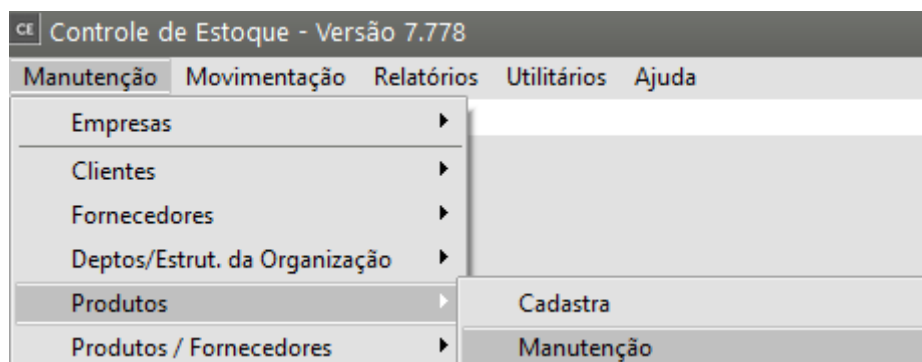 CE Controle de Estoque - Versão 7.778
Manutenção Movimentação Relatórios Utilitários Ajuda
Empresas
Clientes
Fornecedores
Deptos/Estrut. da Organização
Produtos Cadastra
Produtos / Fornecedores Manutenção